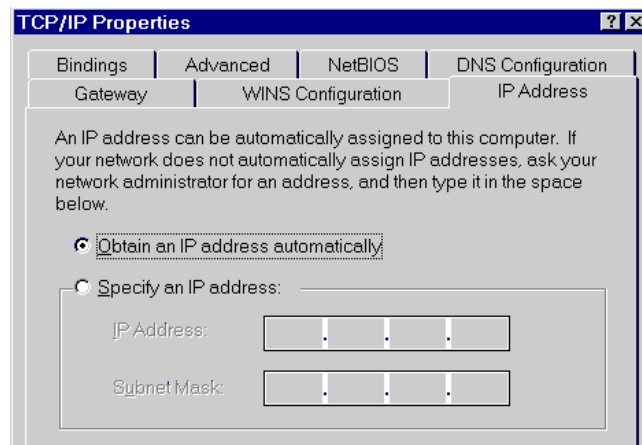 TCP/IP Properties
Bindings Advanced NetBIOS DNS Configuration
Gateway WINS Configuration IP Address
An IP address can be automatically assigned to this computer. If
your network does not automatically assign IP addresses, ask your
network administrator for an address, and then type it in the space
below.
Obtain an IP address automatically
Specify an IP address:
IP Address:
Subnet Mask: